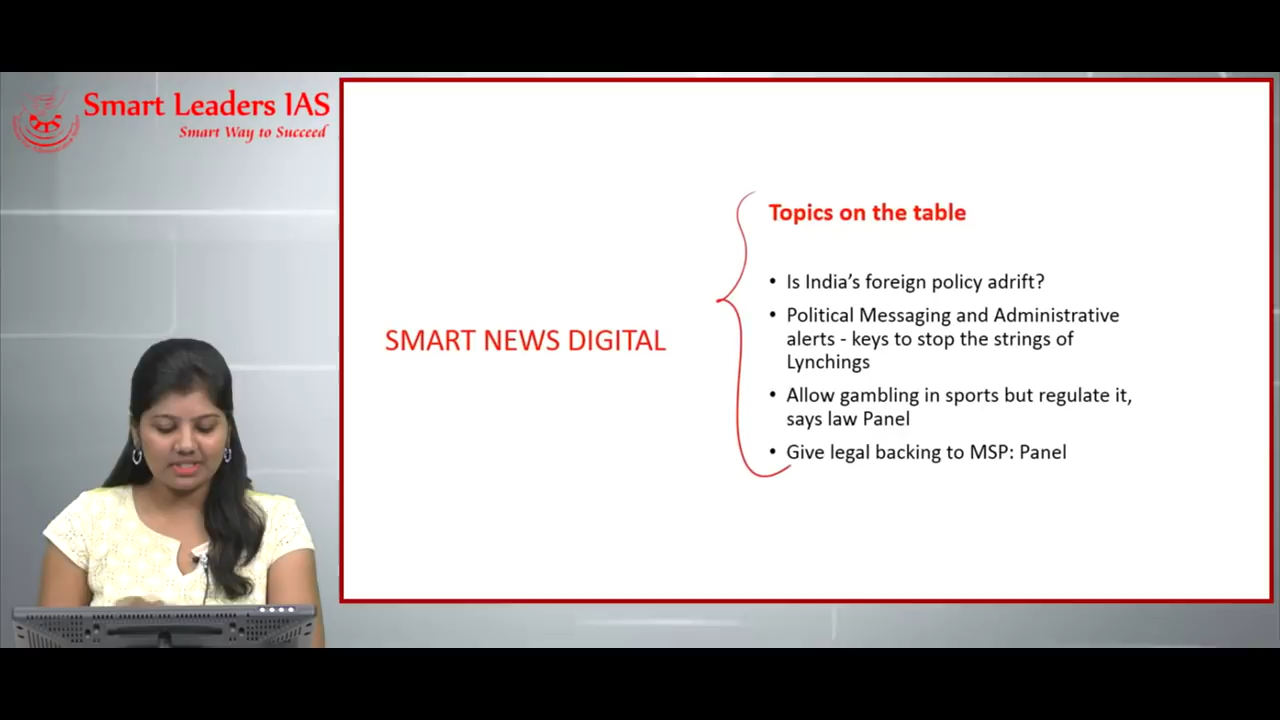 Smart Leaders IAS
Smart Way to Succeed
SMART NEWS DIGITAL
Topics on the table
• Is India's foreign policy adrift?
• Political Messaging and Administrative
alerts - keys to stop the strings of
Lynchings
• Allow gambling in sports but regulate it,
says law Panel
• Give legal backing to MSP: Panel